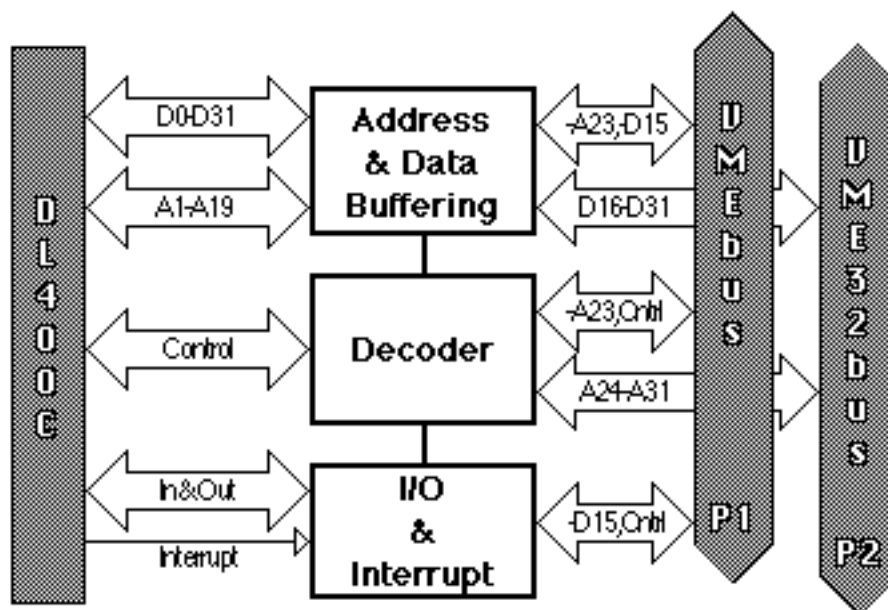 DL400C
D0-D31
A1-A19
Control
In&Out
Interrupt
Address
& Data
Buffering
Decoder
I/O
&
Interrupt
-A23,-D15
D16-D31
-A23,Cntrl
A24-A31
-D15,Cntrl
VMEbus
P1
VME32bus
P2